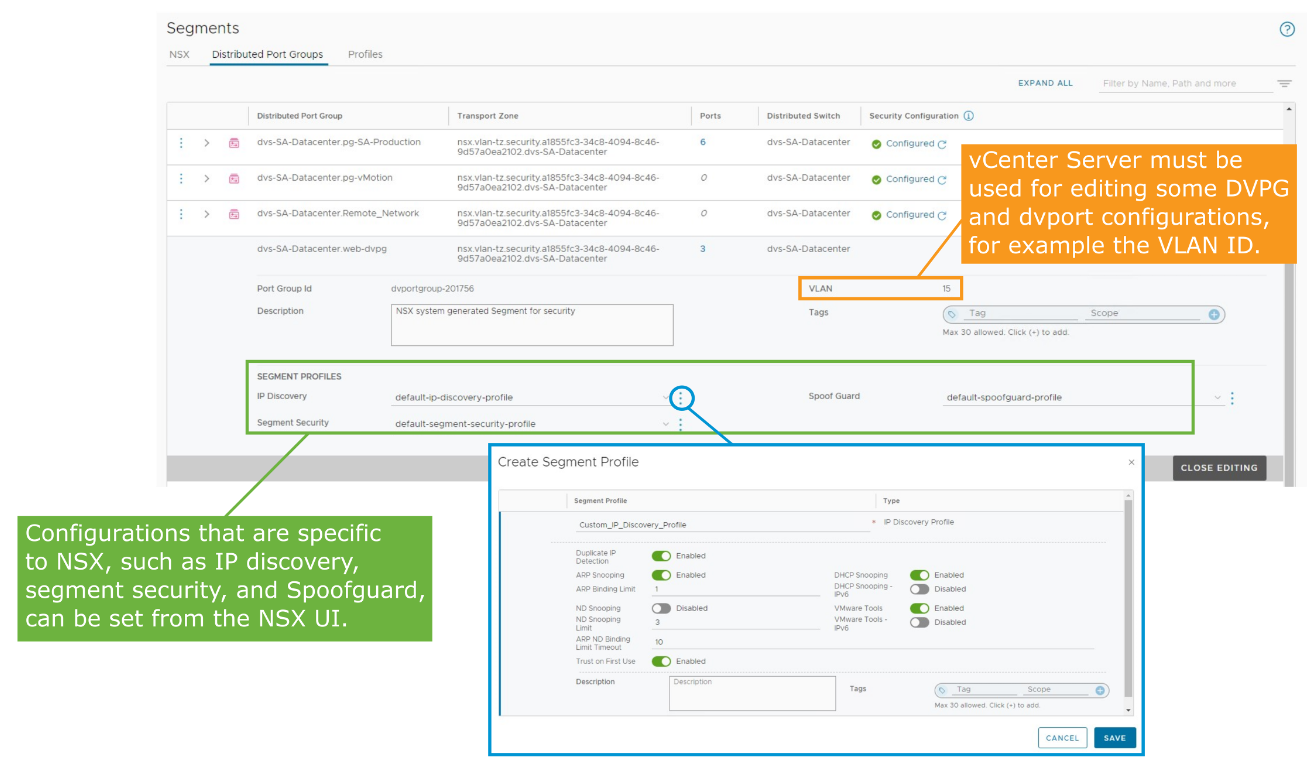 Segments
NSX Distributed Port Groups Profiles
EXPAND ALL Filter by Name, Path and more
Distributed Port Group Transport Zone Ports Distributed Switch Security Configuration
dvs-SA-Datacenter.pg-SA-Production nsx.vlan-tz.security.a1855fc3-34c8-4094-8c46- 6 dvs-SA-Datacenter Configured
9d57a0ea2102.dvs-SA-Datacenter
dvs-SA-Datacenter.pg-vMotion nsx.vlan-tz.security.a1855fc3-34c8-4094-8c46- 0 dvs-SA-Datacenter Configured
9d57a0ea2102.dvs-SA-Datacenter
dvs-SA-Datacenter.Remote_Network nsx.vlan-tz.security.a1855fc3-34c8-4094-8c46- 0 dvs-SA-Datacenter Configured
9d57a0ea2102.dvs-SA-Datacenter
dvs-SA-Datacenter.web-dvpg nsx.vlan-tz.security.a1855fc3-34c8-4094-8c46- 3 dvs-SA-Datacenter
9d57a0ea2102.dvs-SA-Datacenter
vCenter Server must be
used for editing some DVPG
and dvport configurations,
for example the VLAN ID.
Port Group Id dvportgroup-201756 VLAN 15
Description NSX system generated Segment for security Tags Tag Scope
Max 30 allowed. Click (+) to add.
SEGMENT PROFILES
IP Discovery default-ip-discovery-profile Spoof Guard default-spoofguard-profile
Segment Security default-segment-security-profile
CLOSE EDITING
Configurations that are specific
to NSX, such as IP discovery,
segment security, and Spoofguard,
can be set from the NSX UI.
Create Segment Profile ×
Segment Profile Type
Custom_IP_Discovery_Profile * IP Discovery Profile
Duplicate IP
Detection Enabled
ARP Snooping Enabled DHCP Snooping Enabled
ARP Binding Limit 1 DHCP Snooping -
IPv6 Disabled
ND Snooping Disabled VMware Tools Enabled
ND Snooping
Limit 3 VMware Tools -
IPv6 Disabled
ARP ND Binding
Limit Timeout 10
Trust on First Use Enabled
Description Description Tags Tag Scope
Max 30 allowed. Click (+) to add.
CANCEL SAVE